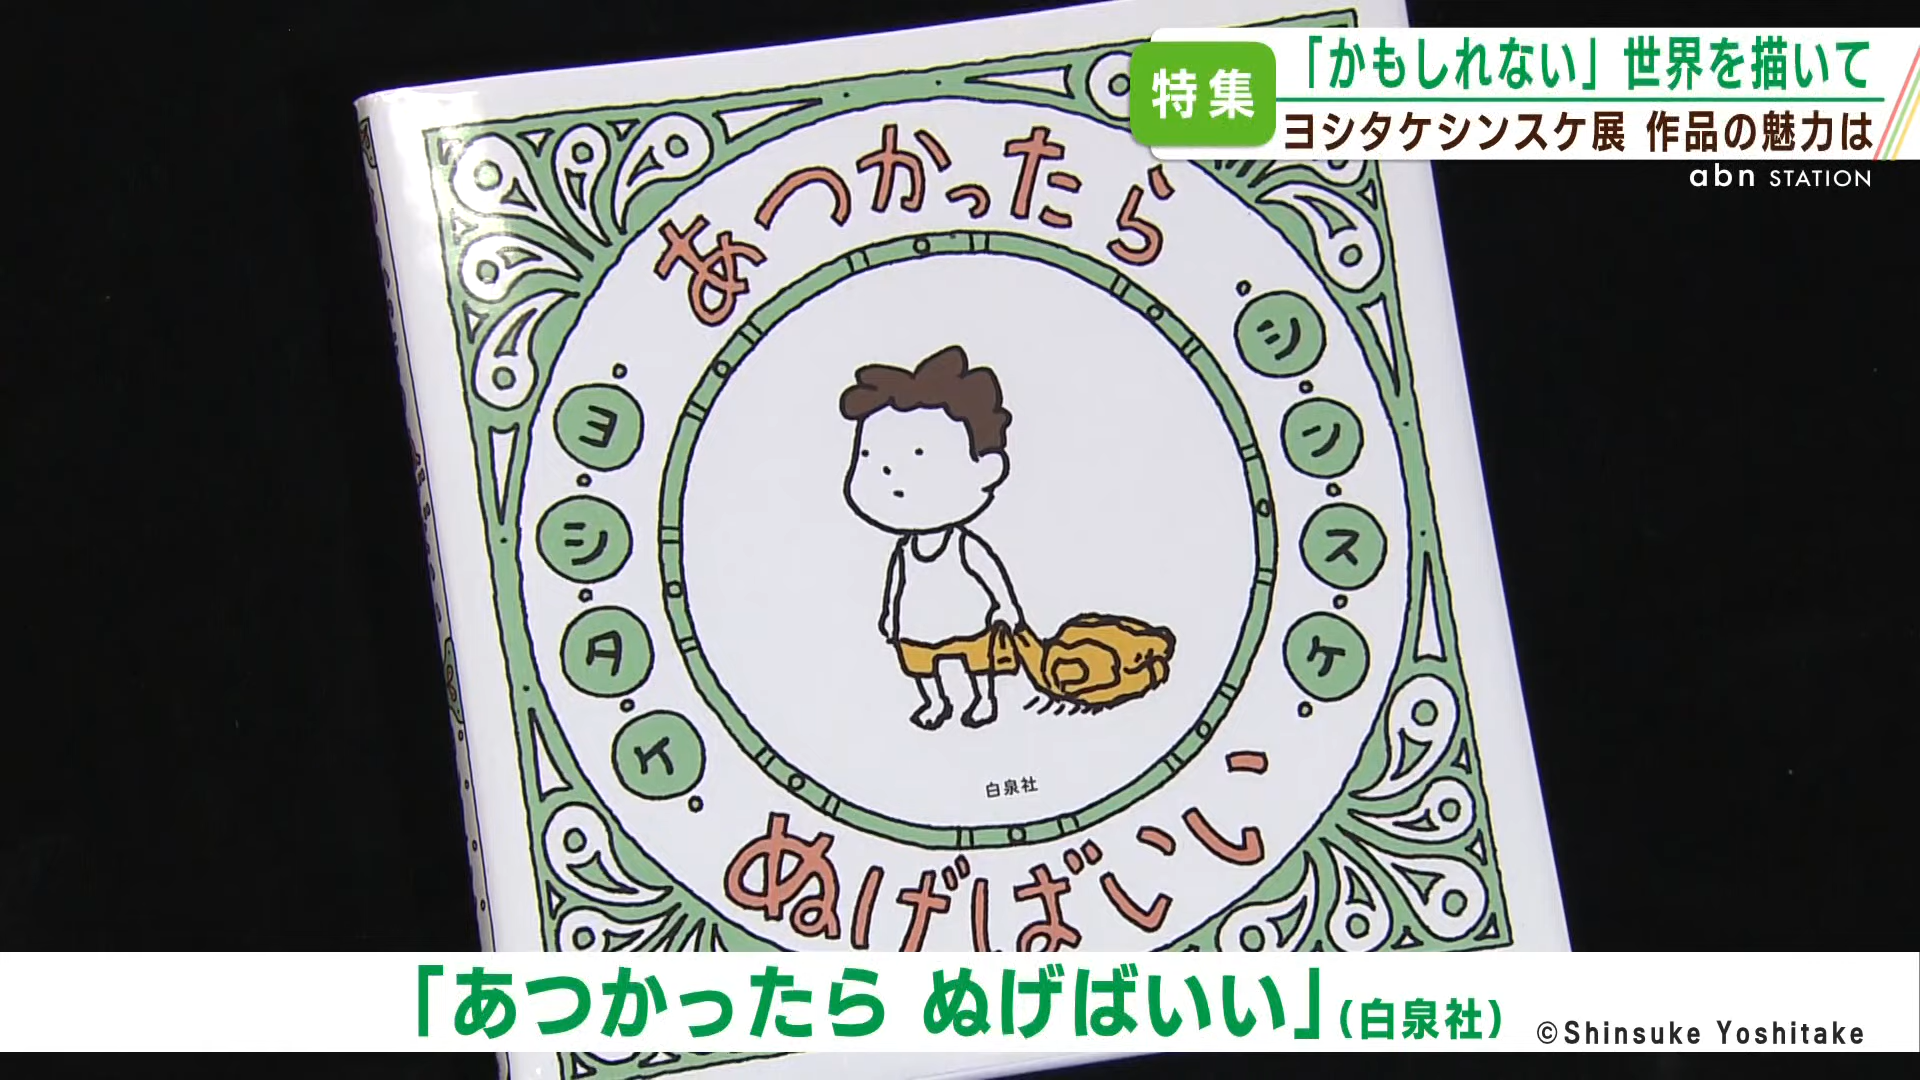 特集
「かもしれない」世界を描いて
ヨシタケシンスケ展 作品の魅力は
abn STATION
あつかったら
ヨシタケ
シンスケ
白泉社
ぬげばいい
「あつかったら ぬげばいい」(白泉社)
©Shinsuke Yoshitake